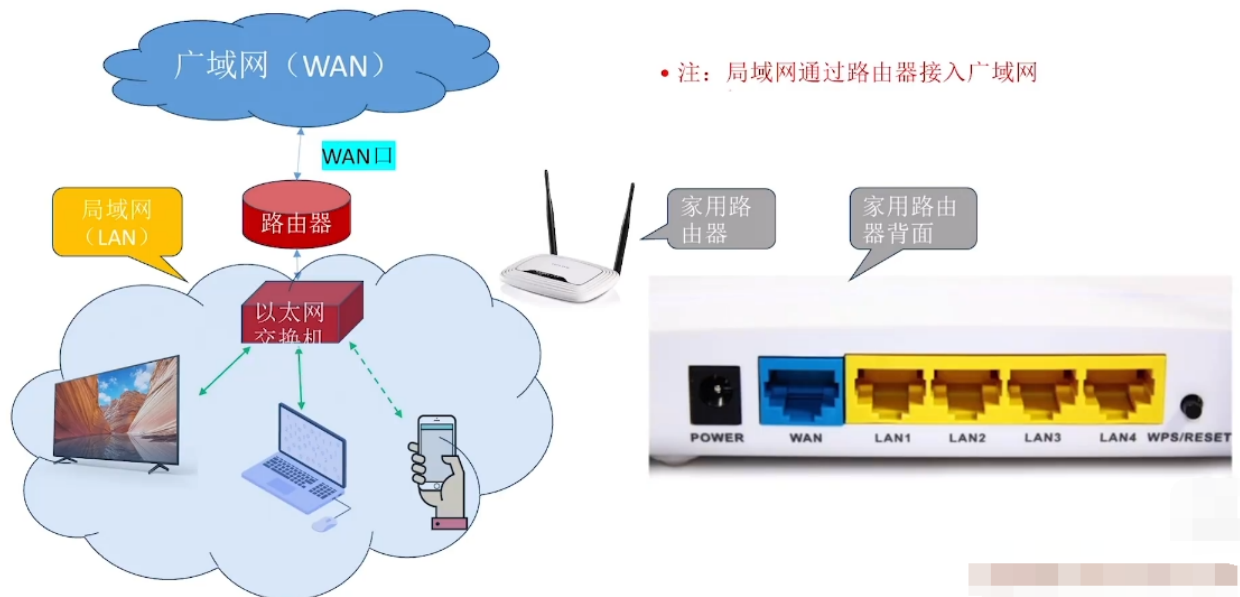 广域网（WAN）
• 注：局域网通过路由器接入广域网
WAN口
局域网
（LAN）
路由器
家用路
由器
家用路由
器背面
以太网
交换机
POWER
WAN
LAN1
LAN2
LAN3
LAN4
WPS/RESET